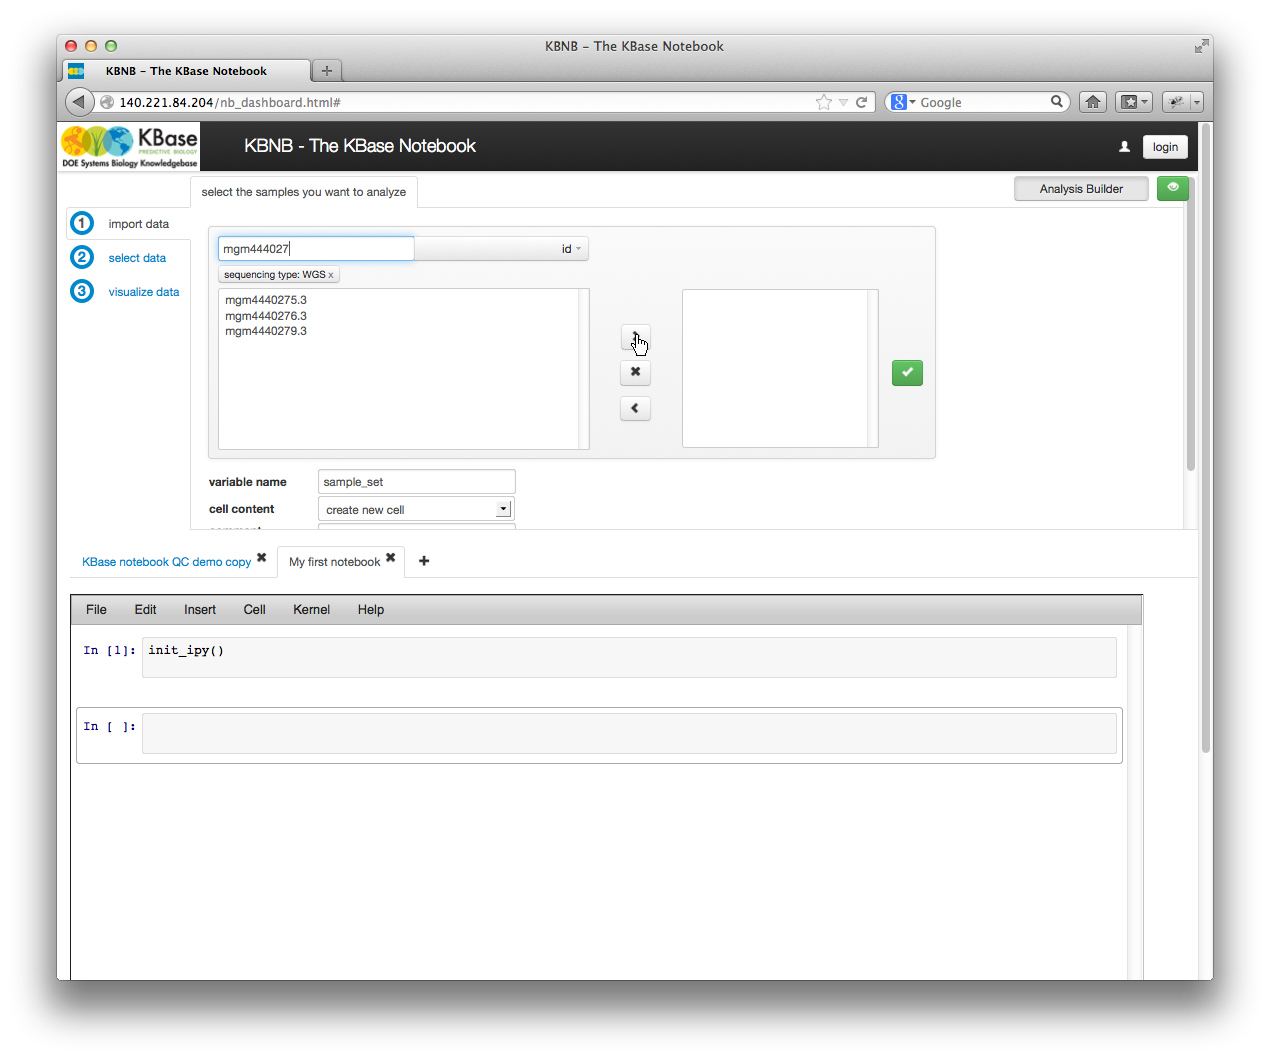 KBNB - The KBase Notebook
KBNB - The KBase Notebook
140.221.84.204/nb_dashboard.html#
Google
KBase
PREDICTIVE BIOLOGY
DOE Systems Biology Knowledgebase
KBNB - The KBase Notebook
login
select the samples you want to analyze
Analysis Builder
1 import data
2 select data
3 visualize data
mgm444027
id
sequencing type: WGS x
mgm4440275.3
mgm4440276.3
mgm4440279.3
variable name
sample_set
cell content
create new cell
KBase notebook QC demo copy
My first notebook
File Edit Insert Cell Kernel Help
In [1]: init_ipy()
In [ ]: